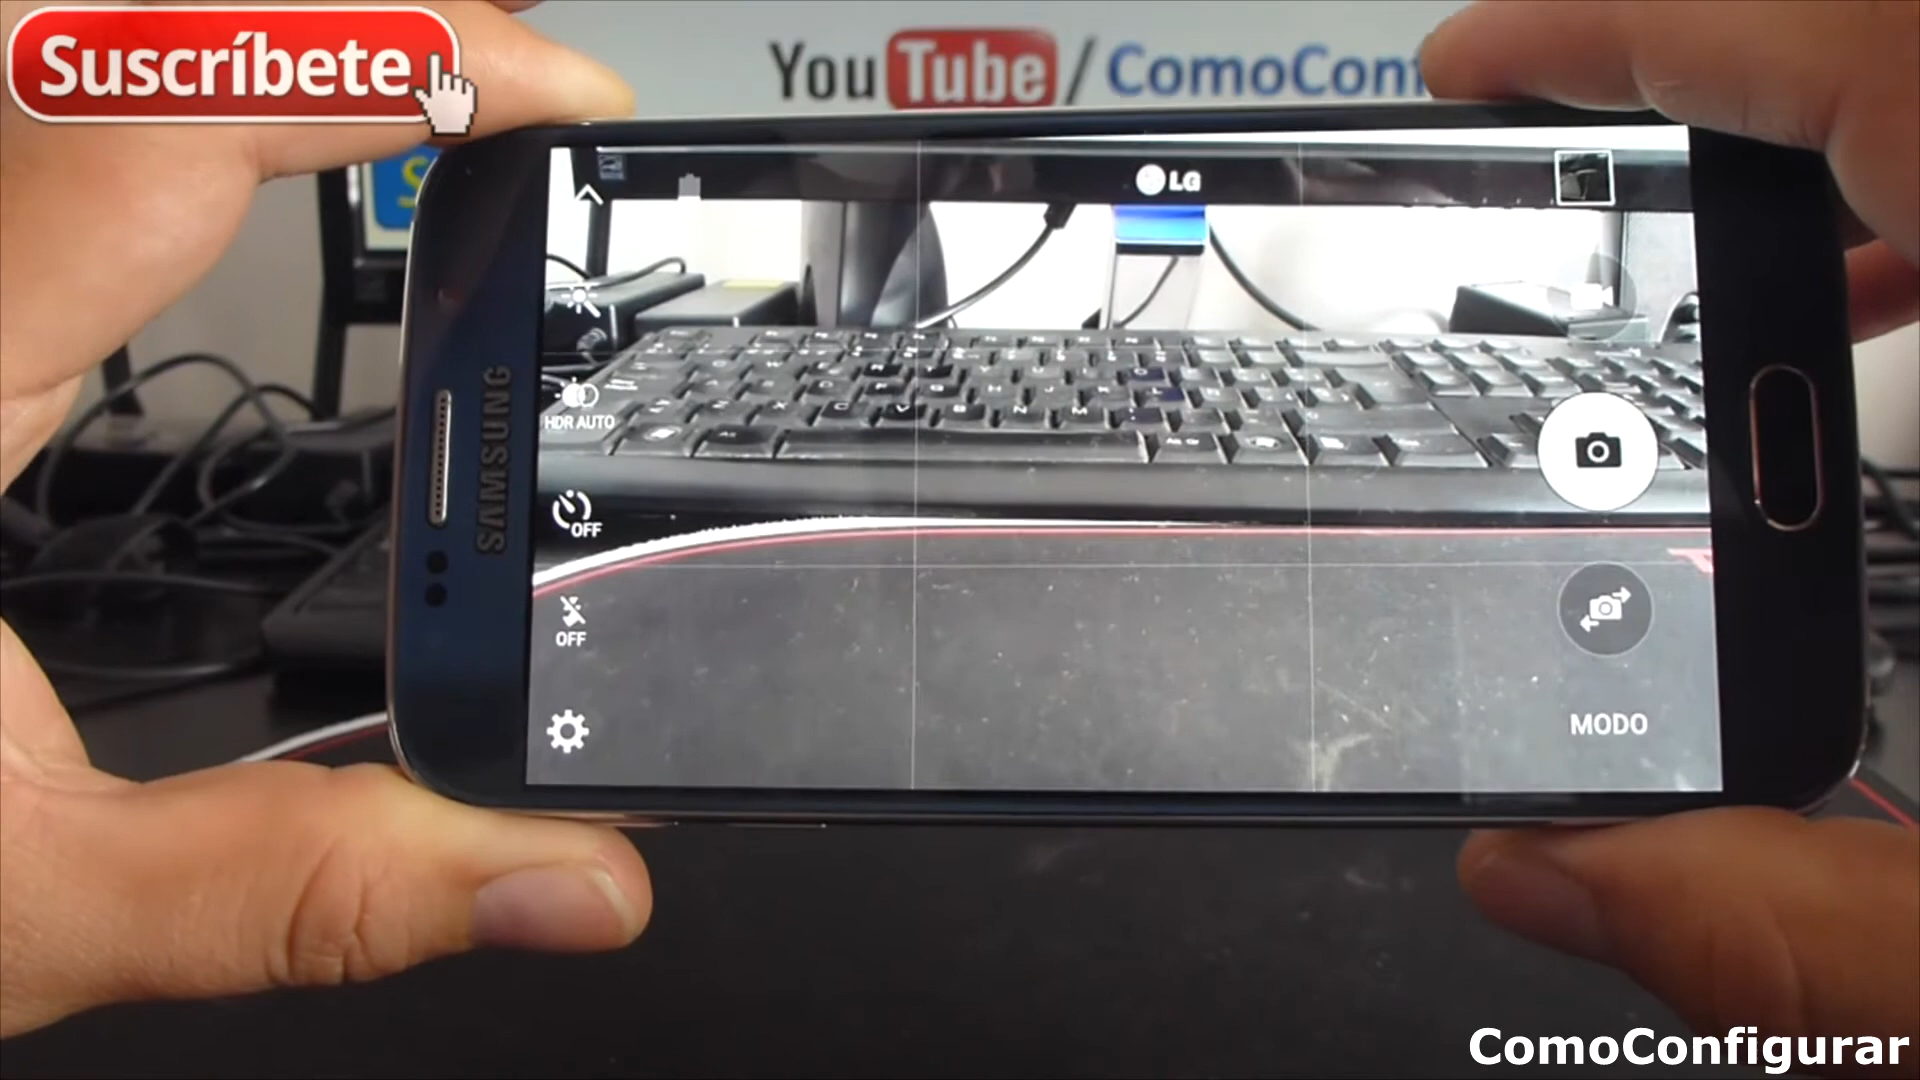 Suscríbete
YouTube/ComoConf
LG
SAMSUNG
HDR AUTO
OFF
OFF
MODO
ComoConfigurar